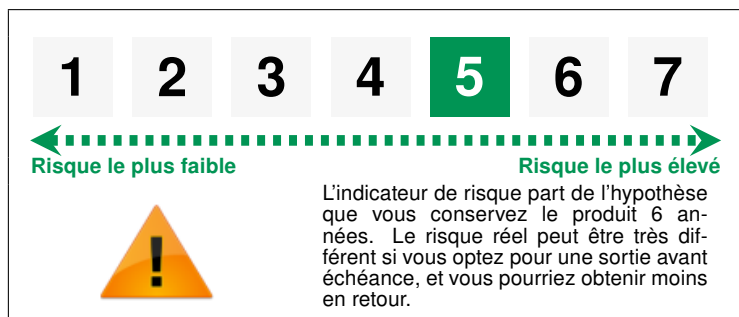 1 2 3 4 5 6 7
Risque le plus faible Risque le plus élevé
L'indicateur de risque part de l'hypothèse
que vous conservez le produit 6 an-
nées. Le risque réel peut être très dif-
férent si vous optez pour une sortie avant
échéance, et vous pourriez obtenir moins
en retour.